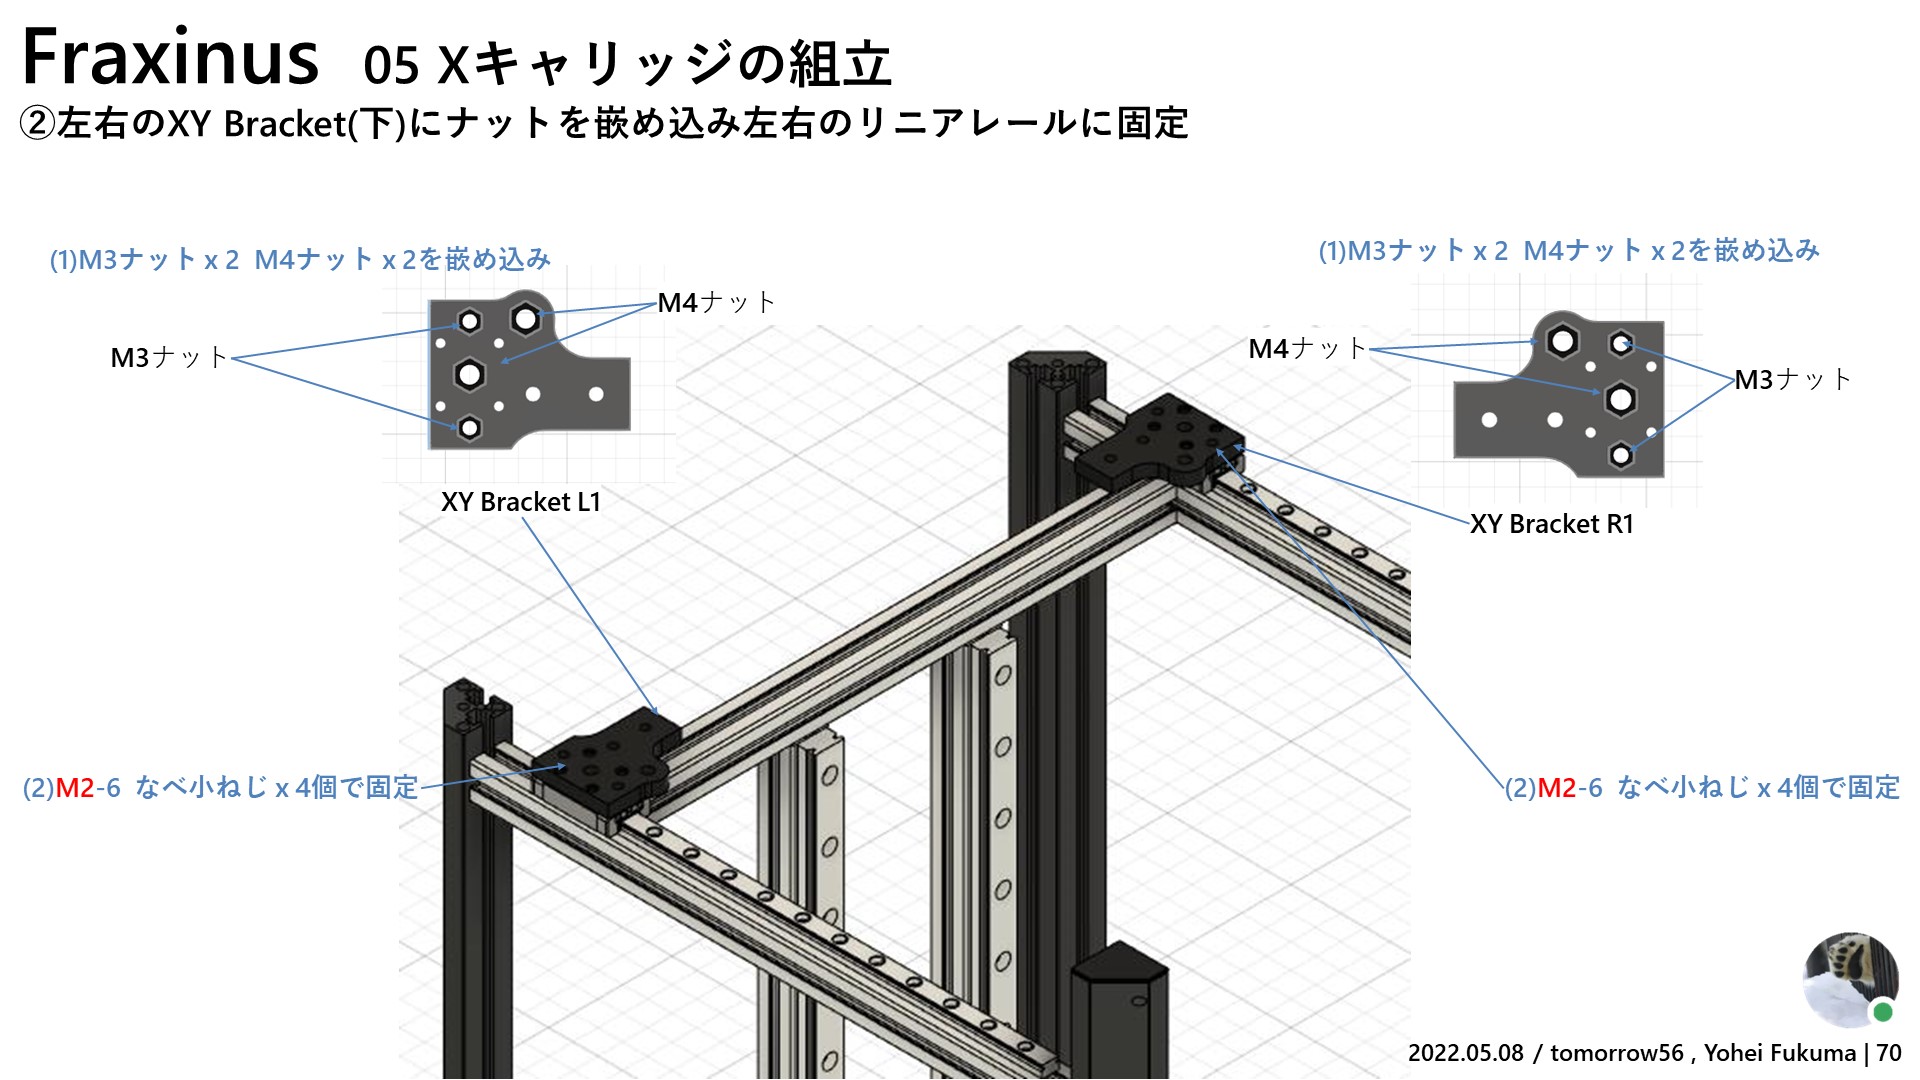 Fraxinus 05 Xキャリッジの組立
②左右のXY Bracket(下)にナットを嵌め込み左右のリニアレールに固定
(1)M3ナット x 2 M4ナット x 2を嵌め込み
M4ナット
M3ナット
XY Bracket L1
(1)M3ナット x 2 M4ナット x 2を嵌め込み
M4ナット
M3ナット
XY Bracket R1
(2)M2-6 なべ小ねじ x 4個で固定
(2)M2-6 なべ小ねじ x 4個で固定
2022.05.08 / tomorrow56 , Yohei Fukuma | 70